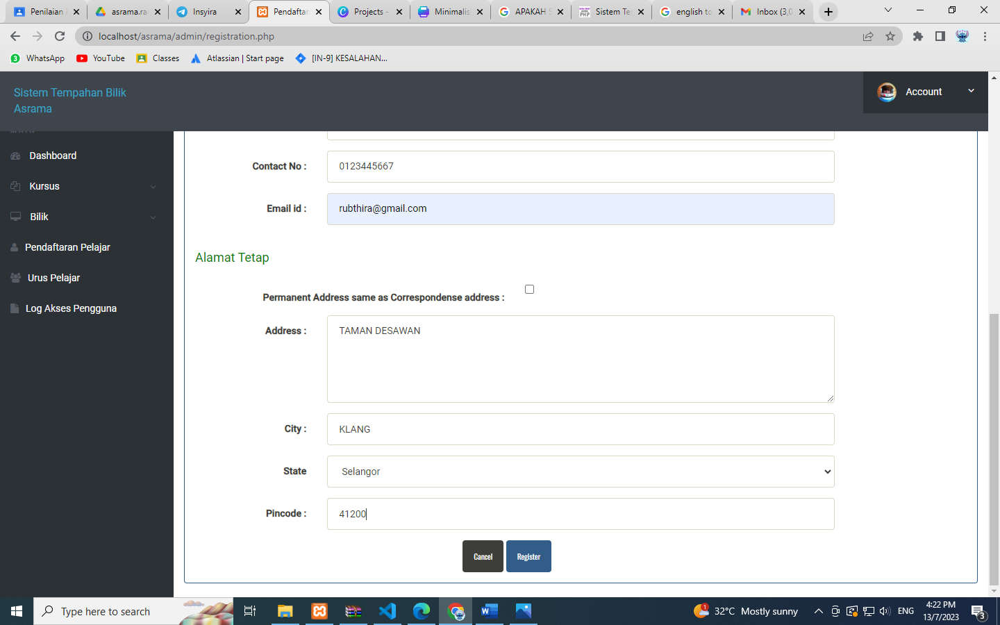 Penilaian
asrama.ra
Insyira
Pendaftar
Projects -
Minimalis
APAKAH S
Sistem Te
english to
Inbox (3,0
localhost/asrama/admin/registration.php
WhatsApp
YouTube
Classes
Atlassian | Start page
[IN-9] KESALAHAN...
Sistem Tempahan Bilik
Asrama
Account
Dashboard
Kursus
Bilik
Pendaftaran Pelajar
Urus Pelajar
Log Akses Pengguna
Contact No : 0123445667
Email id : rubthira@gmail.com
Alamat Tetap
Permanent Address same as Correspondense address :
Address : TAMAN DESAWAN
City : KLANG
State Selangor
Pincode : 41200
Cancel Register
Type here to search
1 32°C Mostly sunny
ENG
4:22 PM
13/7/2023
3